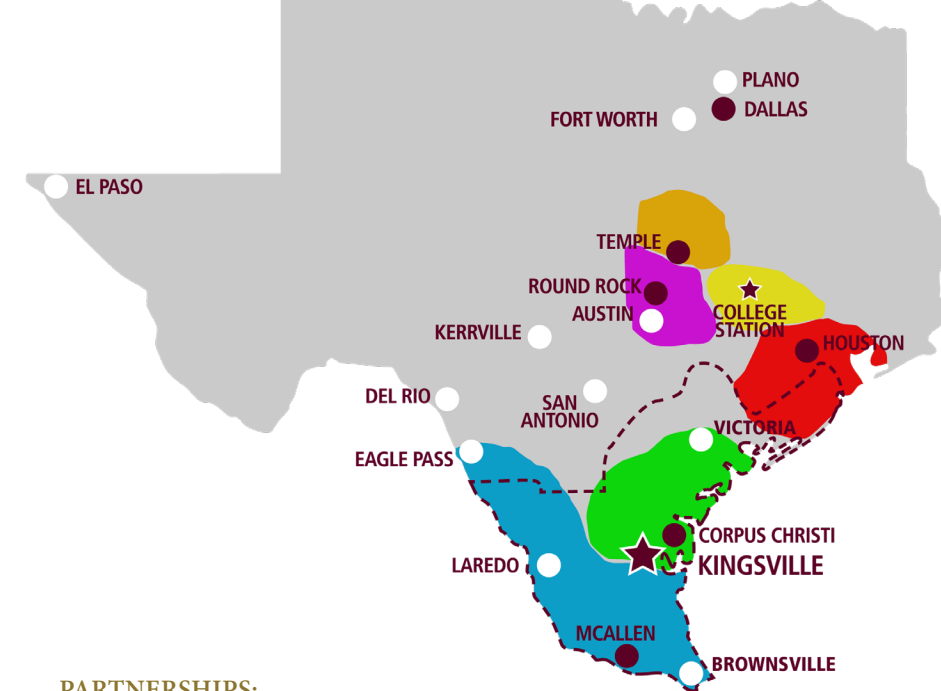 PLANO
DALLAS
FORT WORTH
EL PASO
TEMPLE
ROUND ROCK
AUSTIN
COLLEGE
STATION
KERRVILLE
HOUSTON
DEL RIO
SAN
ANTONIO
VICTORIA
EAGLE PASS
CORPUS CHRISTI
LAREDO
KINGSVILLE
MCALLEN
BROWNSVILLE
PARTNERSHIPS: